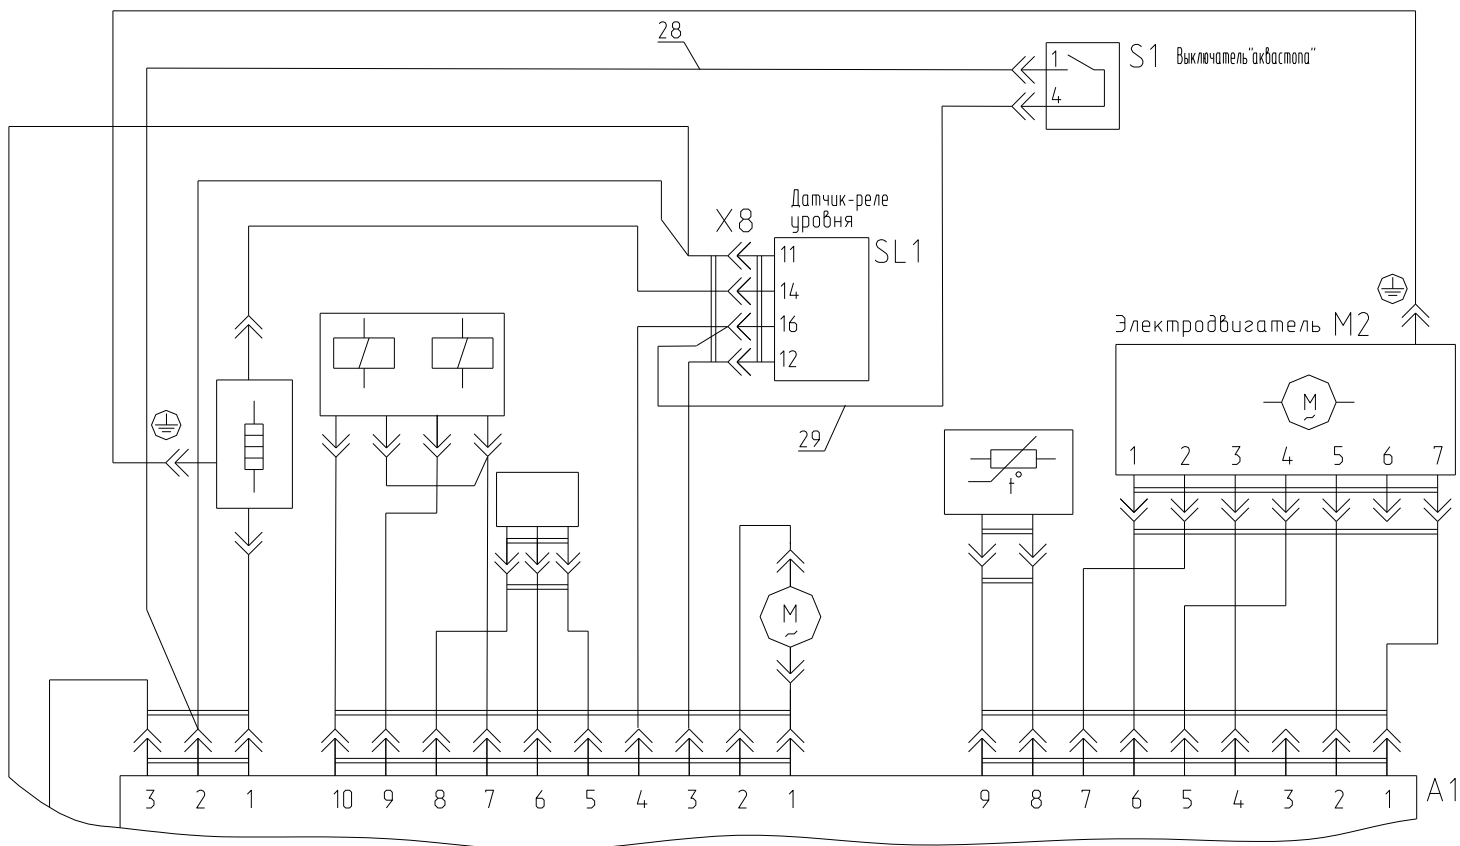 28
1
S1
Выключатель "аквастопа"
4
Датчик-реле
уровня
X8
11
SL1
14
16
12
Электродвигатель M2
M
~
29
t°
1 2 3 4 5 6 7
M
~
3 2 1 10 9 8 7 6 5 4 3 2 1 9 8 7 6 5 4 3 2 1
A1